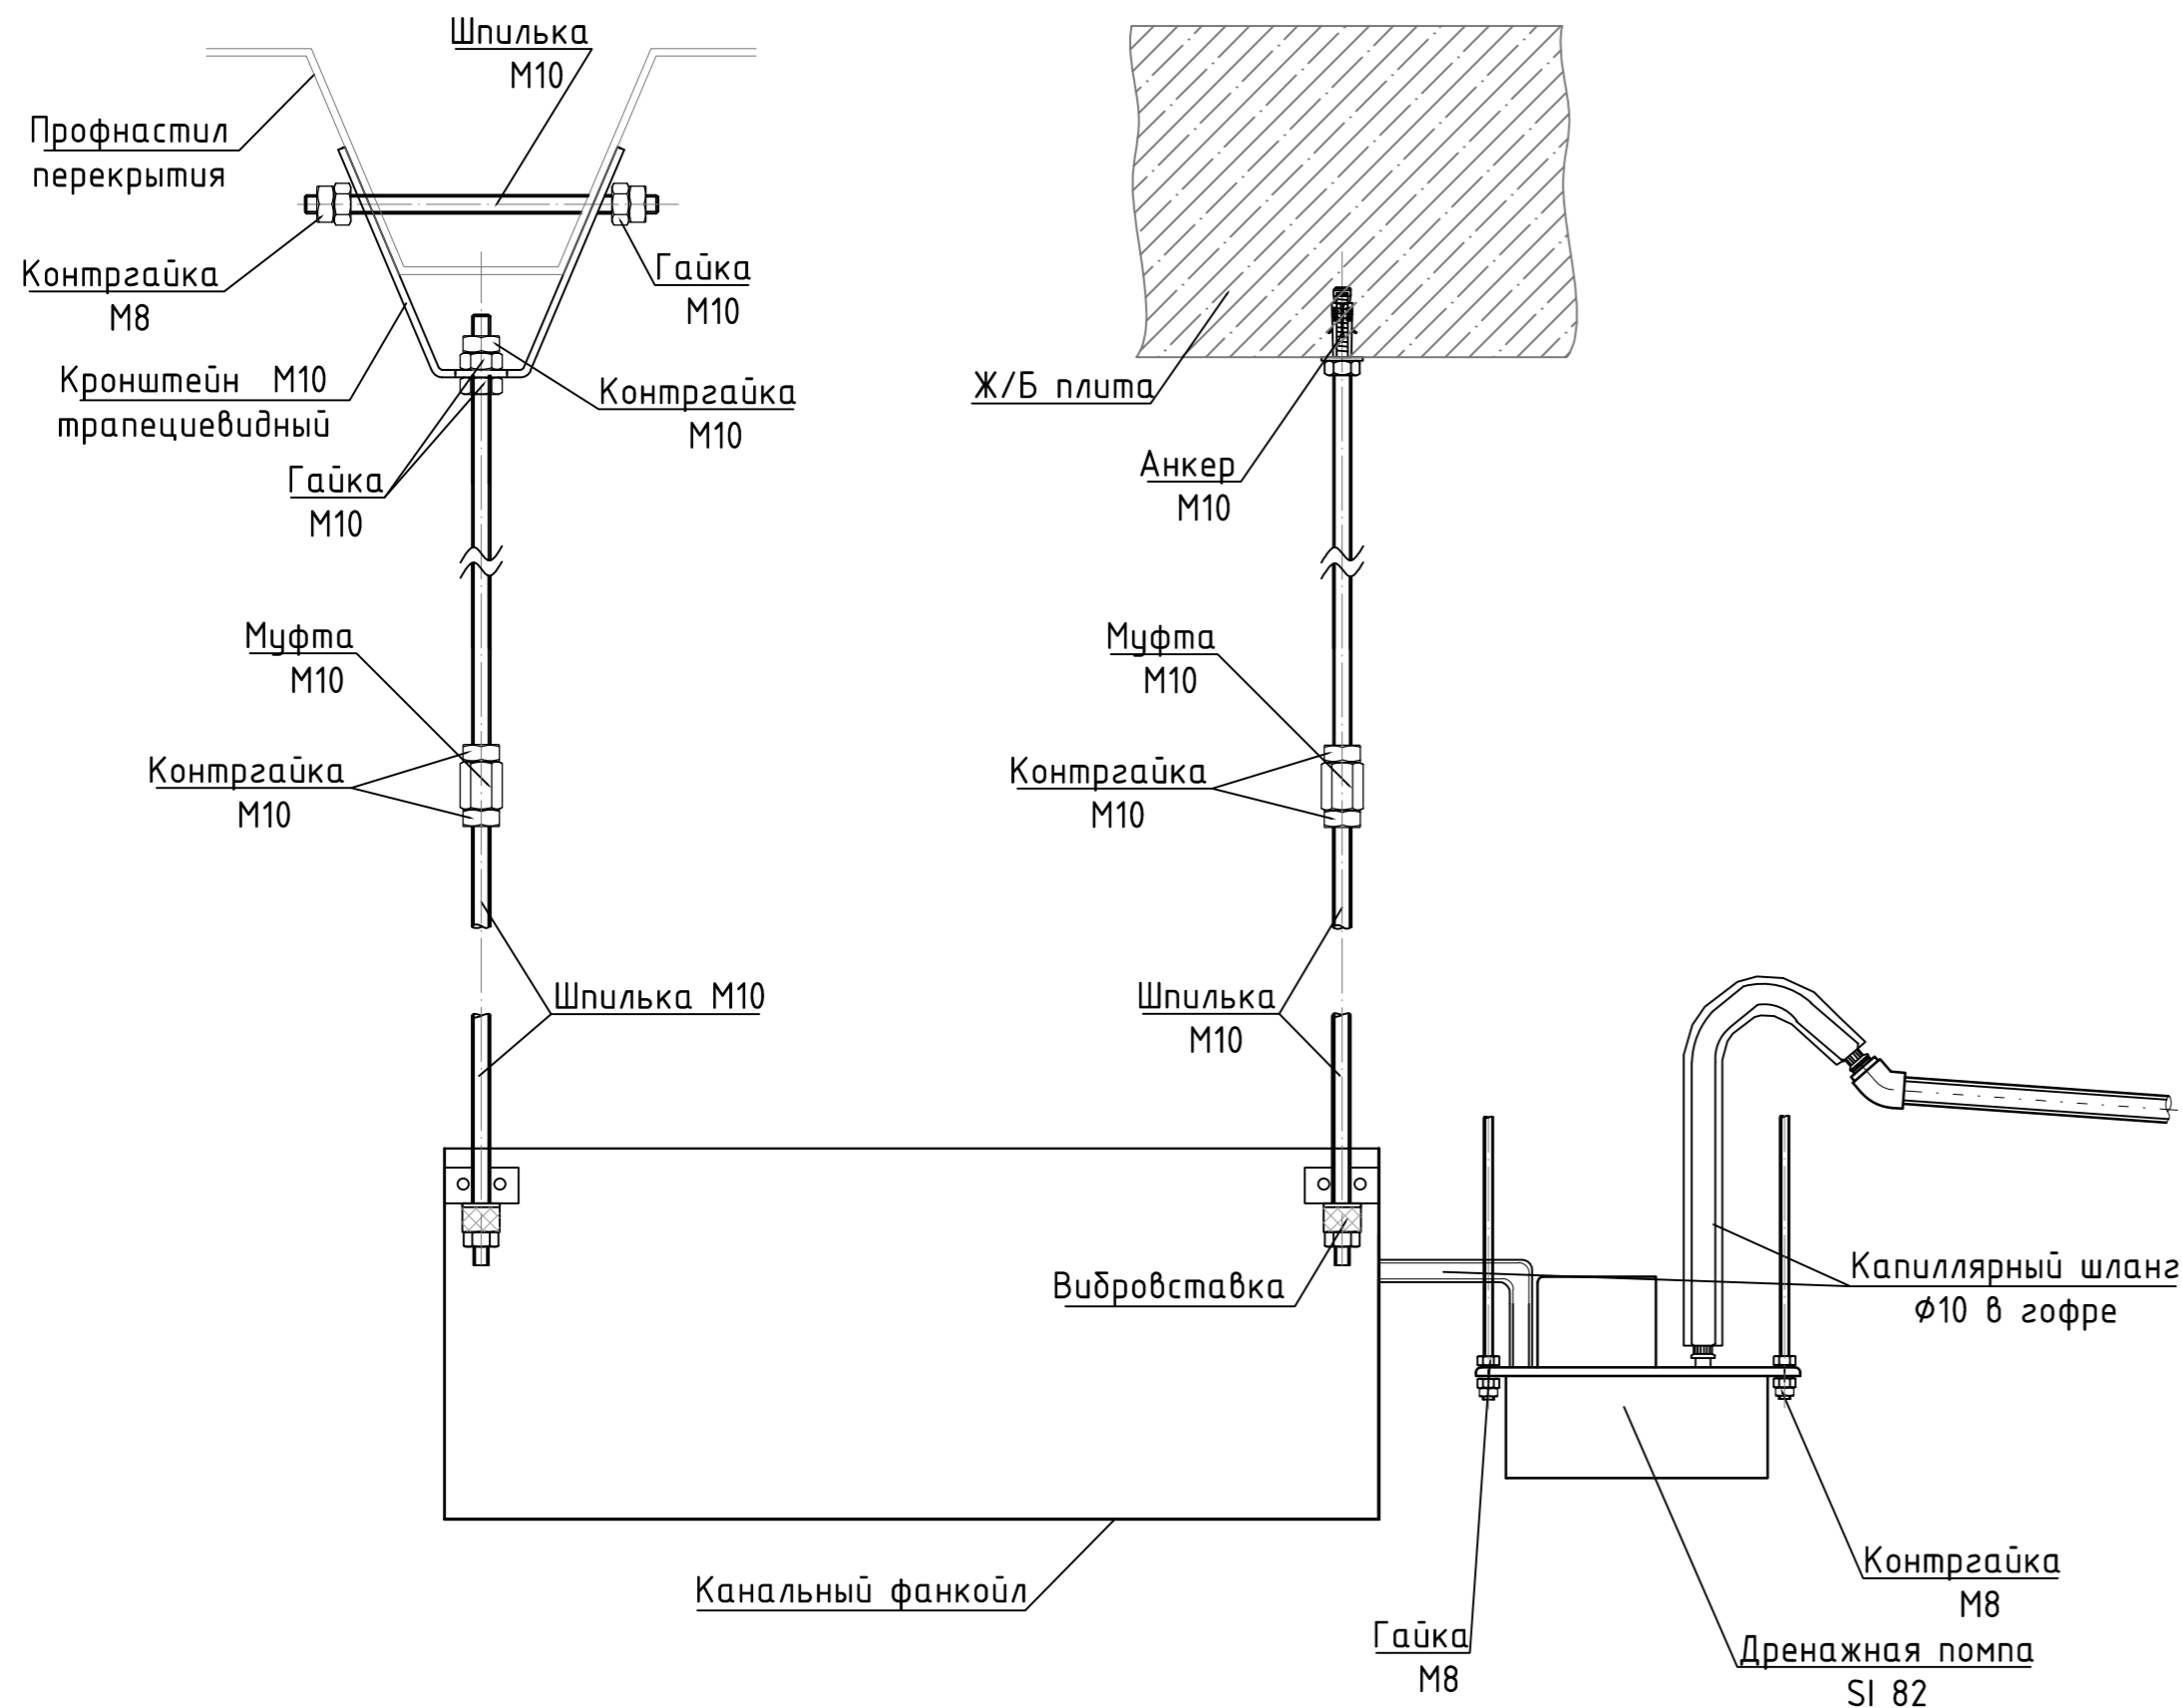 Шпилька
М10
Профнастил
перекрытия
Контргайка
М8
Гайка
М10
Кронштейн М10
трапециевидный
Контргайка
М10
Гайка
М10
Ж/Б плита
Анкер
М10
Муфта
М10
Контргайка
М10
Муфта
М10
Контргайка
М10
Шпилька М10
Шпилька
М10
Вибровставка
Капиллярный шланг
Ф10 в гофре
Канальный фанкойл
Гайка
М8
Контргайка
М8
Дренажная помпа
SI 82